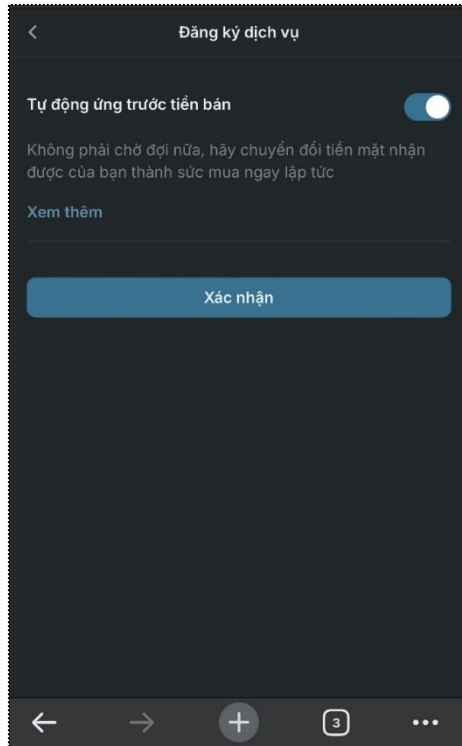 Đăng ký dịch vụ
Tự động ứng trước tiền bán
Không phải chờ đợi nữa, hãy chuyển đổi tiền mặt nhận
được của bạn thành sức mua ngay lập tức
Xem thêm
Xác nhận
3